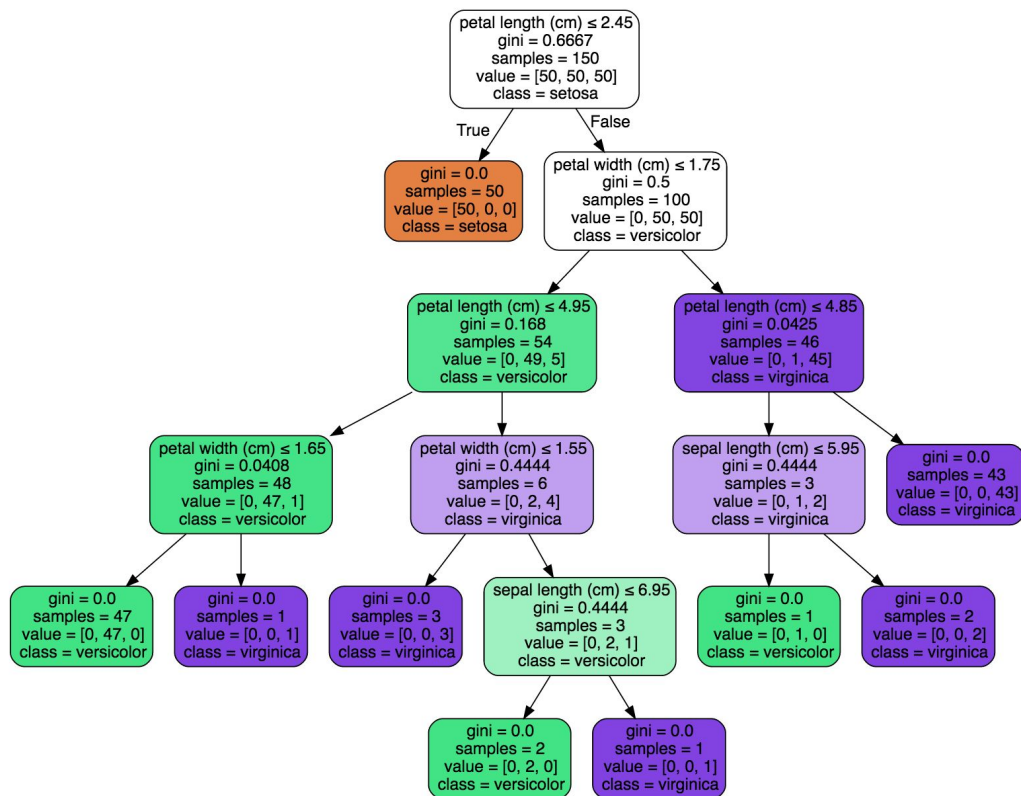 petal length (cm) ≤ 2.45
gini = 0.6667
samples = 150
value = [50, 50, 50]
class = setosa
True
False
gini = 0.0
samples = 50
value = [50, 0, 0]
class = setosa
petal width (cm) ≤ 1.75
gini = 0.5
samples = 100
value = [0, 50, 50]
class = versicolor
petal length (cm) ≤ 4.95
gini = 0.168
samples = 54
value = [0, 49, 5]
class = versicolor
petal length (cm) ≤ 4.85
gini = 0.0425
samples = 46
value = [0, 1, 45]
class = virginica
petal width (cm) ≤ 1.65
gini = 0.0408
samples = 48
value = [0, 47, 1]
class = versicolor
petal width (cm) ≤ 1.55
gini = 0.4444
samples = 6
value = [0, 2, 4]
class = virginica
sepal length (cm) ≤ 5.95
gini = 0.4444
samples = 3
value = [0, 1, 2]
class = virginica
gini = 0.0
samples = 43
value = [0, 0, 43]
class = virginica
gini = 0.0
samples = 47
value = [0, 47, 0]
class = versicolor
gini = 0.0
samples = 1
value = [0, 0, 1]
class = virginica
gini = 0.0
samples = 3
value = [0, 0, 3]
class = virginica
sepal length (cm) ≤ 6.95
gini = 0.4444
samples = 3
value = [0, 2, 1]
class = versicolor
gini = 0.0
samples = 1
value = [0, 1, 0]
class = versicolor
gini = 0.0
samples = 2
value = [0, 0, 2]
class = virginica
gini = 0.0
samples = 2
value = [0, 2, 0]
class = versicolor
gini = 0.0
samples = 1
value = [0, 0, 1]
class = virginica